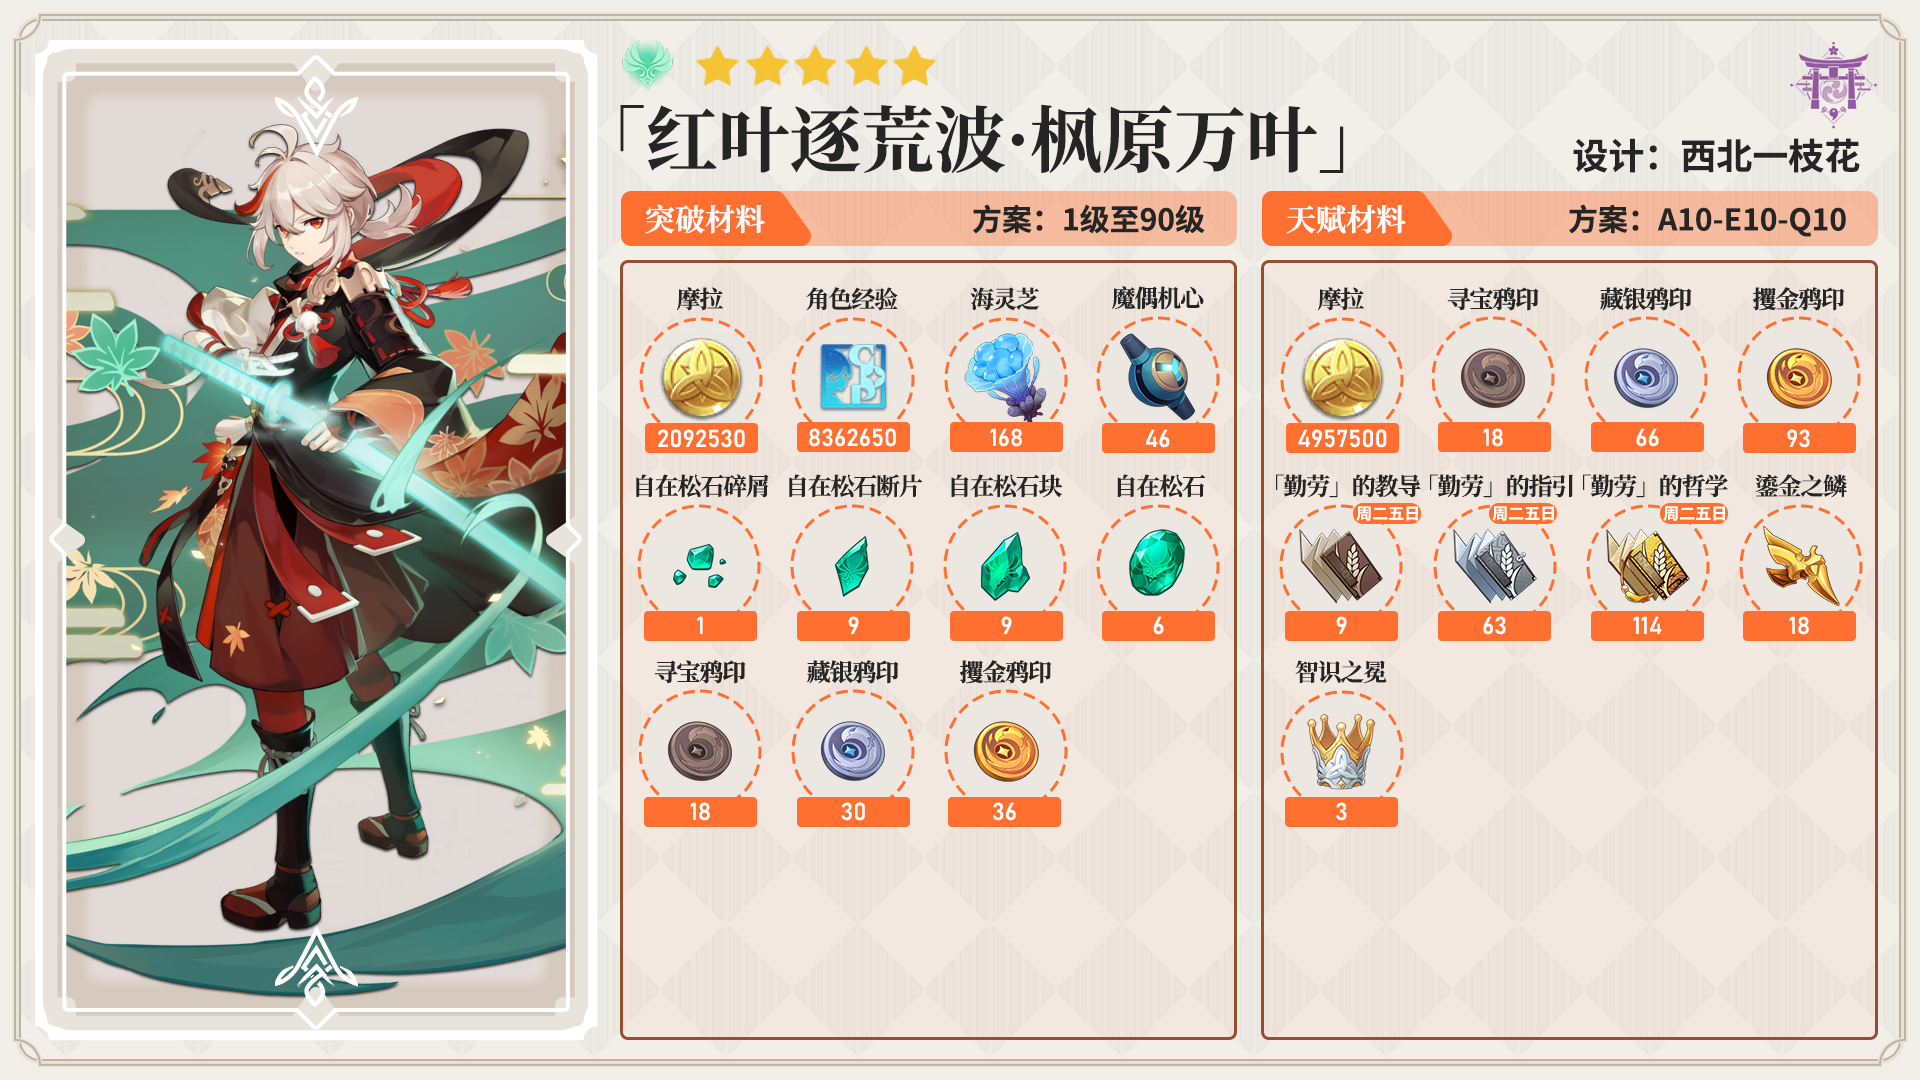 「红叶逐荒波·枫原万叶」
设计：西北一枝花
突破材料
方案：1级至90级
摩拉
角色经验
海灵芝
魔偶机心
2092530
8362650
168
46
自在松石碎屑
自在松石断片
自在松石块
自在松石
1
9
9
6
寻宝鸦印
藏银鸦印
攫金鸦印
18
30
36
天赋材料
方案：A10-E10-Q10
摩拉
寻宝鸦印
藏银鸦印
攫金鸦印
4957500
18
66
93
「勤劳」的教导
「勤劳」的指引
「勤劳」的哲学
鎏金之鳞
周二五日
周二五日
周二五日
9
63
114
18
智识之冕
3